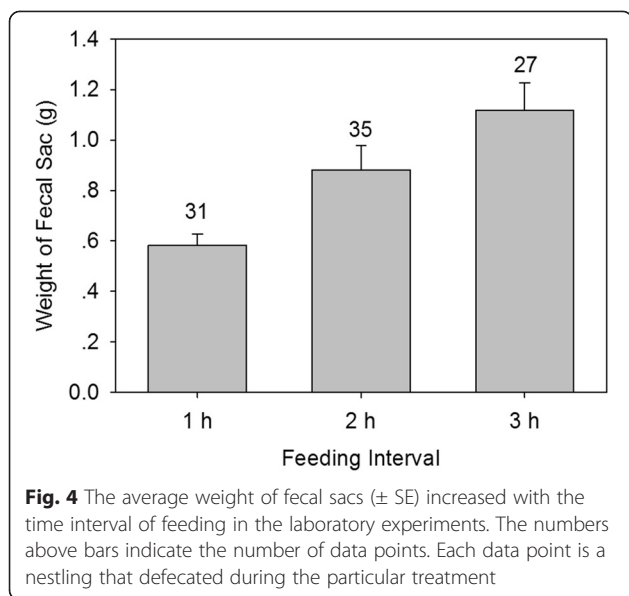 1.4
1.2
1.0
.8
.6
.4
.2
0.0
Weight of Fecal Sac (g)
31
35
27
1 h
2 h
3 h
Feeding Interval
Fig. 4 The average weight of fecal sacs (± SE) increased with the
time interval of feeding in the laboratory experiments. The numbers
above bars indicate the number of data points. Each data point is a
nestling that defecated during the particular treatment